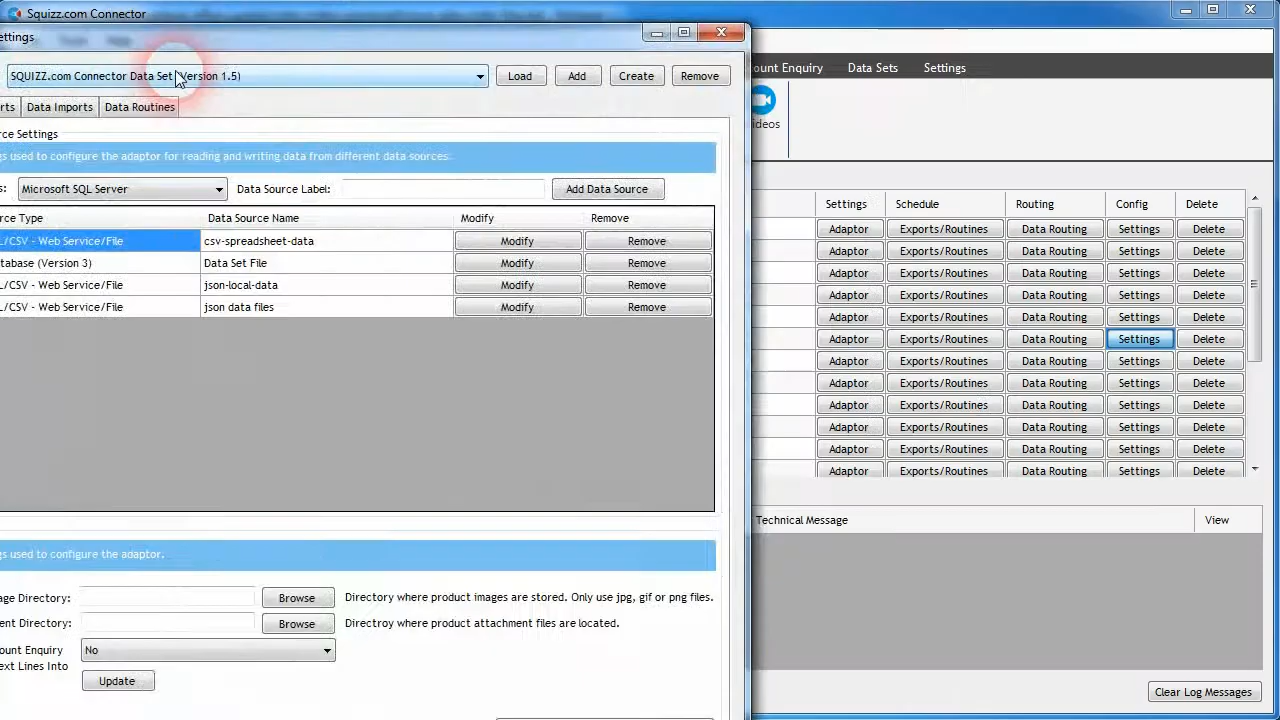 Squizz.com Connector
ettings
SQUIZZ.com Connector Data Set (Version 1.5)
Load
Add
Create
Remove
ount Enquiry
Data Sets
Settings
rts
Data Imports
Data Routines
ideos
rce Settings
gs used to configure the adaptor for reading and writing data from different data sources.
s:
Microsoft SQL Server
Data Source Label:
Add Data Source
rce Type
Data Source Name
Modify
Remove
L/CSV - Web Service/File
csv-spreadsheet-data
Modify
Remove
tabase (Version 3)
Data Set File
Modify
Remove
L/CSV - Web Service/File
json-local-data
Modify
Remove
L/CSV - Web Service/File
json data files
Modify
Remove
Settings
Schedule
Routing
Config
Delete
Adaptor
Exports/Routines
Data Routing
Settings
Delete
Adaptor
Exports/Routines
Data Routing
Settings
Delete
Adaptor
Exports/Routines
Data Routing
Settings
Delete
Adaptor
Exports/Routines
Data Routing
Settings
Delete
Adaptor
Exports/Routines
Data Routing
Settings
Delete
Adaptor
Exports/Routines
Data Routing
Settings
Delete
Adaptor
Exports/Routines
Data Routing
Settings
Delete
Adaptor
Exports/Routines
Data Routing
Settings
Delete
Adaptor
Exports/Routines
Data Routing
Settings
Delete
Adaptor
Exports/Routines
Data Routing
Settings
Delete
Adaptor
Exports/Routines
Data Routing
Settings
Delete
Adaptor
Exports/Routines
Data Routing
Settings
Delete
gs used to configure the adaptor.
age Directory:
Browse
Directory where product images are stored. Only use jpg, gif or png files.
ent Directory:
Browse
Directroy where product attachment files are located.
ount Enquiry
ext Lines Into
No
Update
Technical Message
View
Clear Log Messages